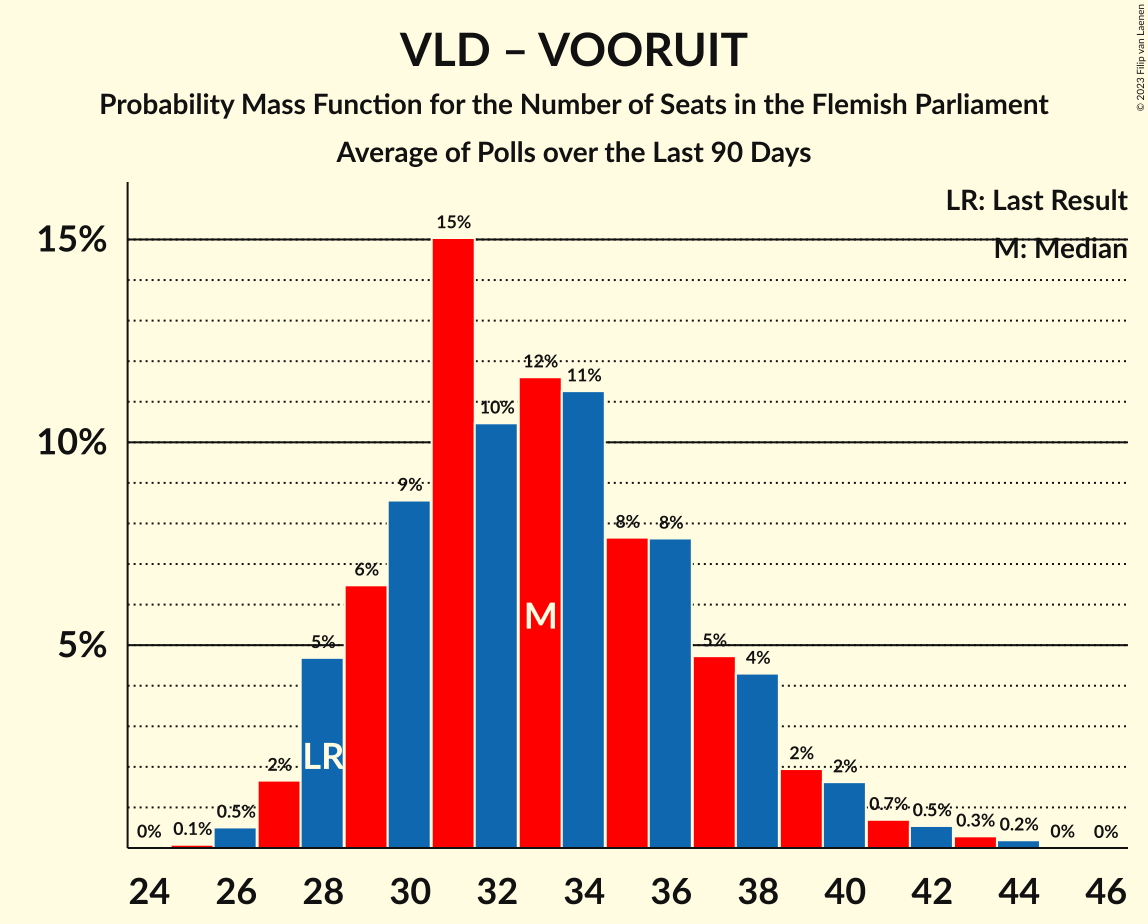 VLD – VOORUIT
Probability Mass Function for the Number of Seats in the Flemish Parliament
Average of Polls over the Last 90 Days
© 2023 Filip van Laenen
LR: Last Result
M: Median
15%
10%
5%
0%
0.1%
0.5%
2%
5%
6%
9%
15%
10%
12%
11%
8%
8%
5%
4%
2%
2%
0.7%
0.5%
0.3%
0.2%
0%
0%
LR
M
24 26 28 30 32 34 36 38 40 42 44 46